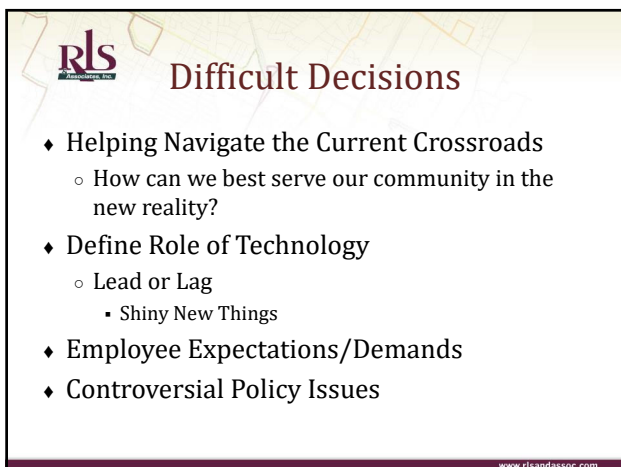 RLS
& Associates, Inc.
Difficult Decisions
♦ Helping Navigate the Current Crossroads
○ How can we best serve our community in the
new reality?
♦ Define Role of Technology
○ Lead or Lag
▪ Shiny New Things
♦ Employee Expectations/Demands
♦ Controversial Policy Issues
www.rlsandassoc.com